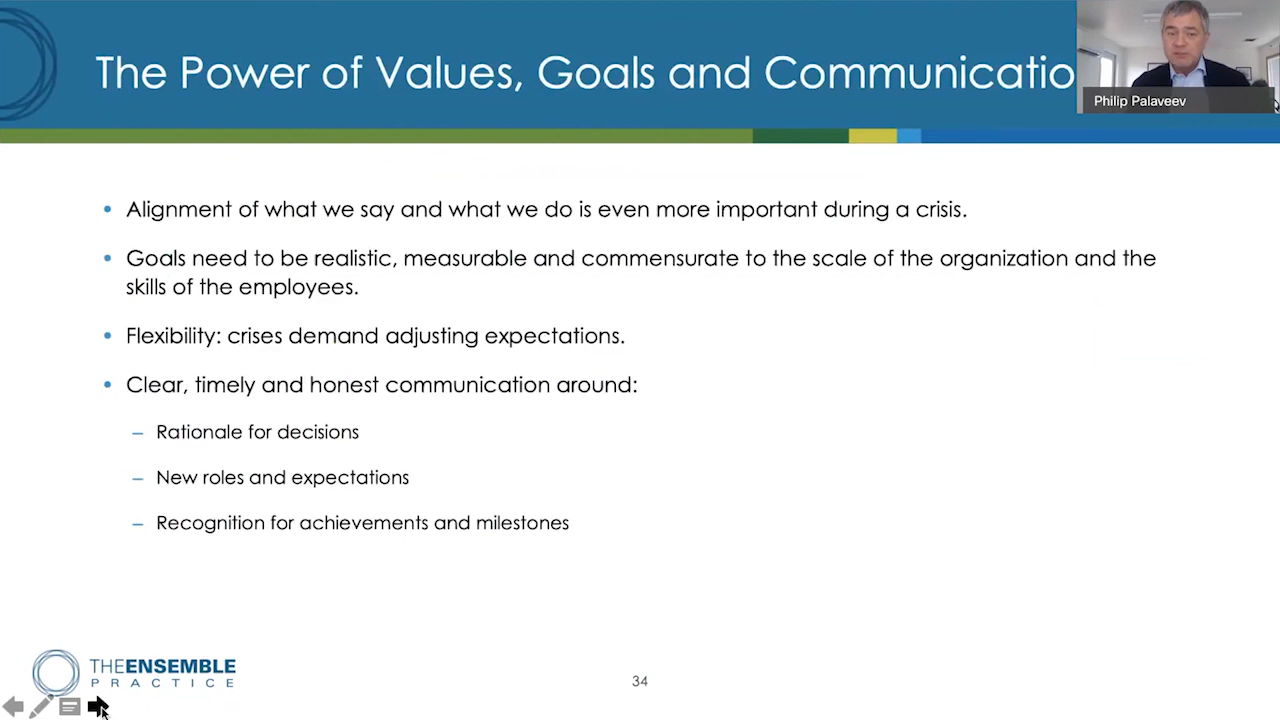 The Power of Values, Goals and Communicatio
Philip Palaveev
• Alignment of what we say and what we do is even more important during a crisis.
• Goals need to be realistic, measurable and commensurate to the scale of the organization and the
skills of the employees.
• Flexibility: crises demand adjusting expectations.
• Clear, timely and honest communication around:
– Rationale for decisions
– New roles and expectations
– Recognition for achievements and milestones
THEENSEMBLE
PRACTICE
34